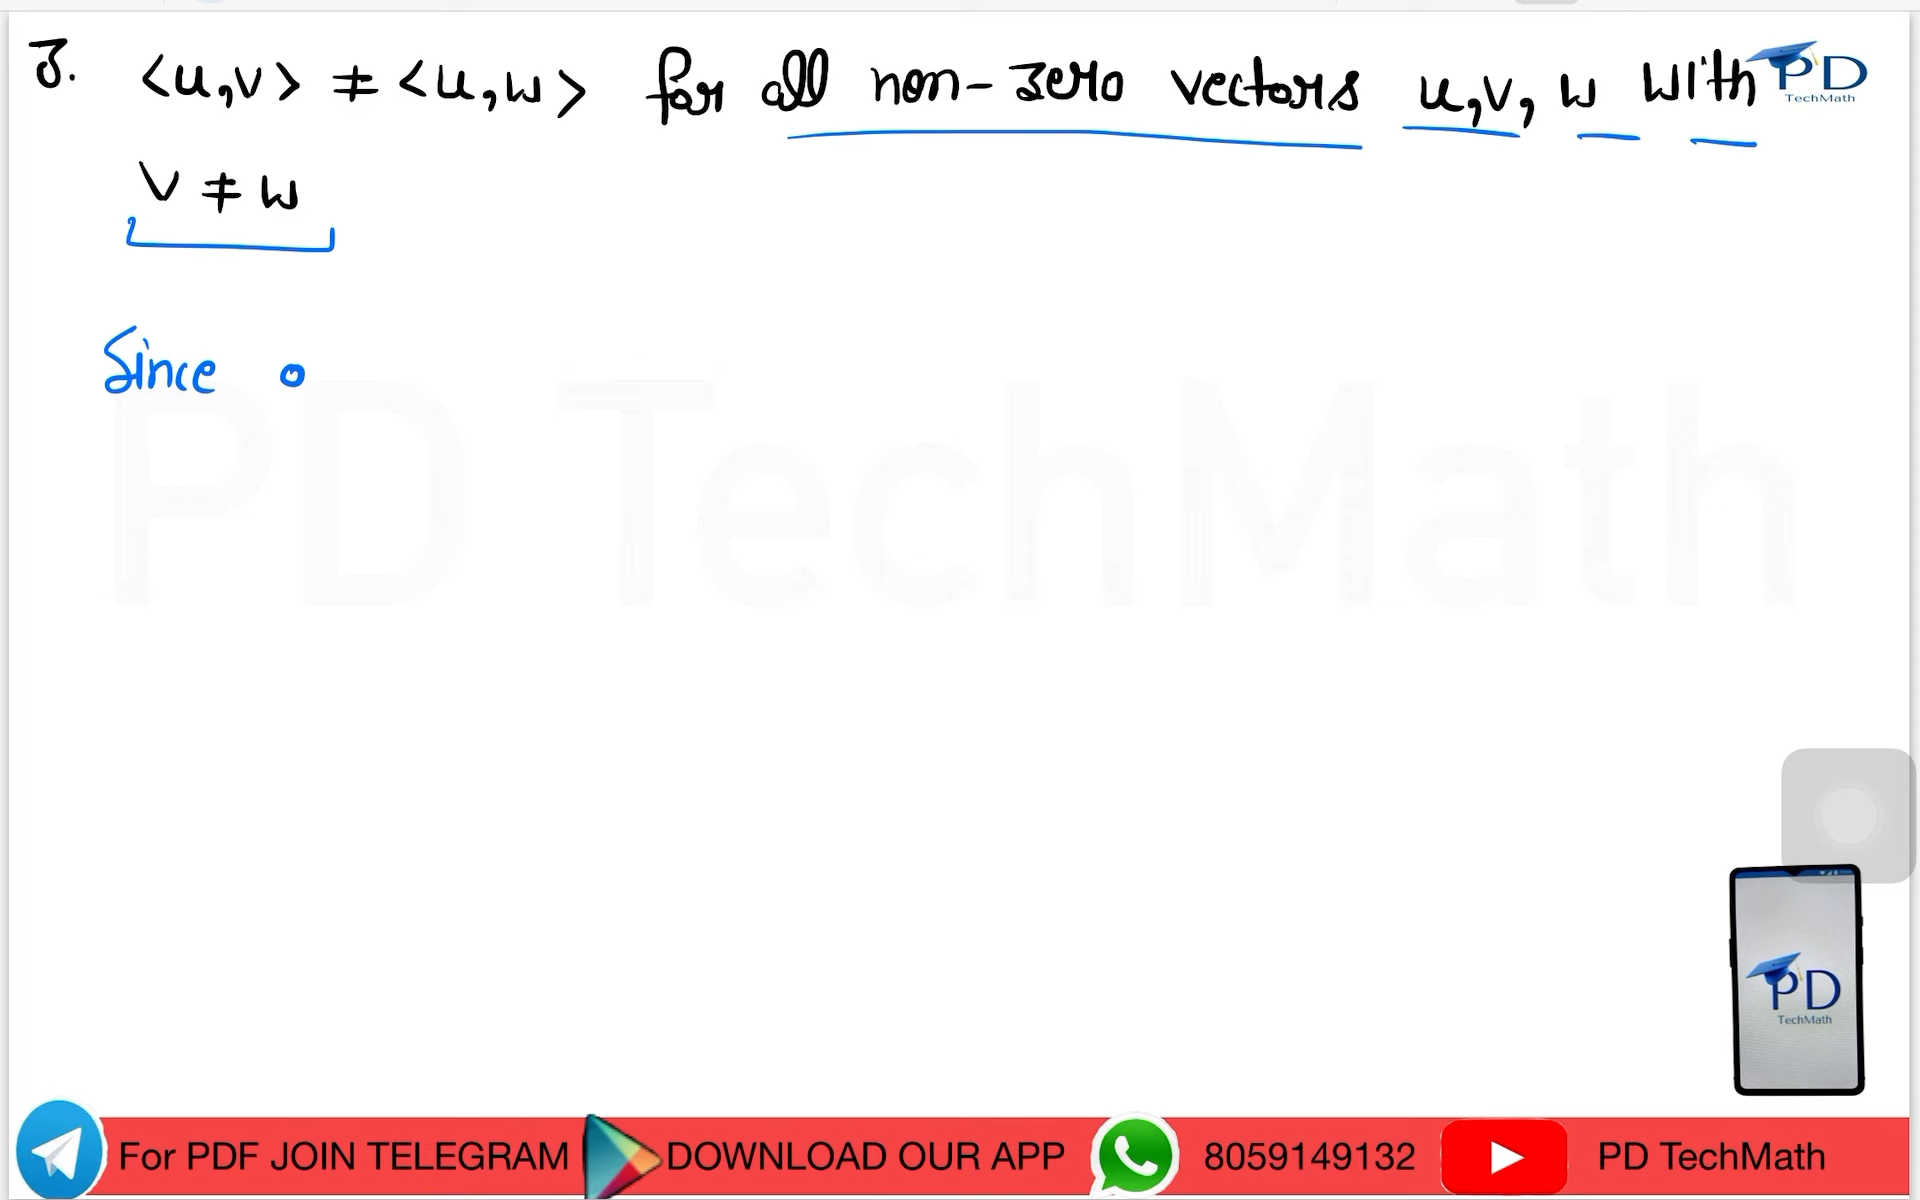 3. <u,v> ≠ <u,w> for all non-zero vectors u,v, w with
PD
TechMath
v ≠ w
Since 0
PD TechMath
PD
TechMath
For PDF JOIN TELEGRAM DOWNLOAD OUR APP 8059149132 PD TechMath